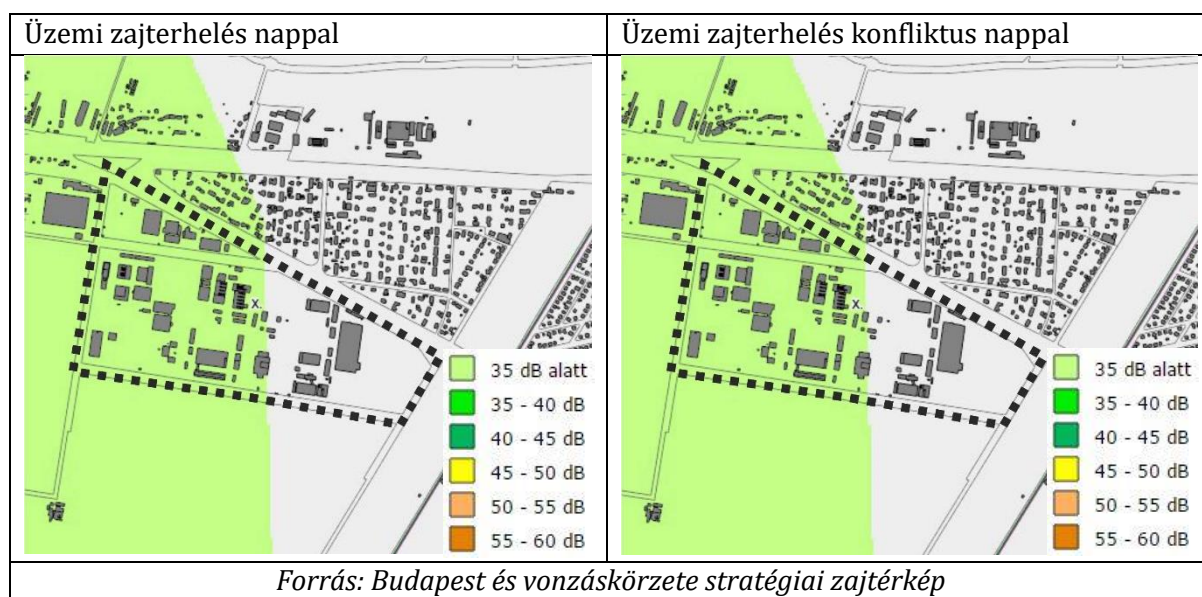 Üzemi zajterhelés nappal
Üzemi zajterhelés konfliktus nappal
X.
35 dB alatt
35 - 40 dB
40 - 45 dB
45 - 50 dB
50 - 55 dB
55 - 60 dB
X.
35 dB alatt
35 - 40 dB
40 - 45 dB
45 - 50 dB
50 - 55 dB
55 - 60 dB
Forrás: Budapest és vonzáskörzete stratégiai zajtérkép